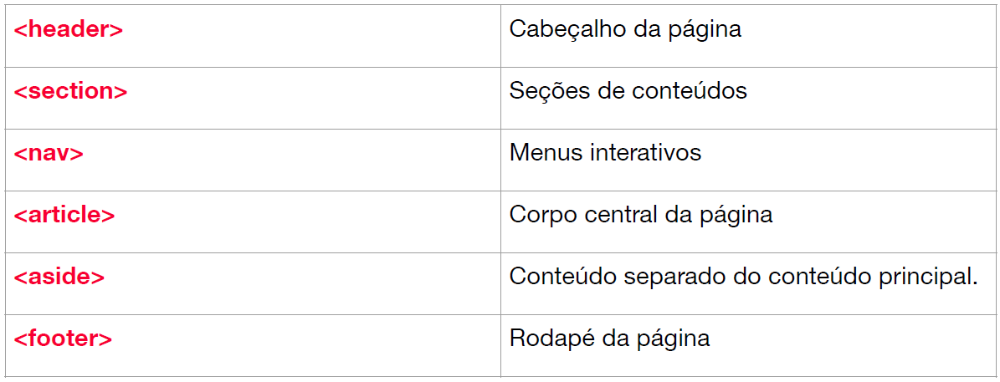 <header> Cabeçalho da página
<section> Seções de conteúdos
<nav> Menus interativos
<article> Corpo central da página
<aside> Conteúdo separado do conteúdo principal.
<footer> Rodapé da página